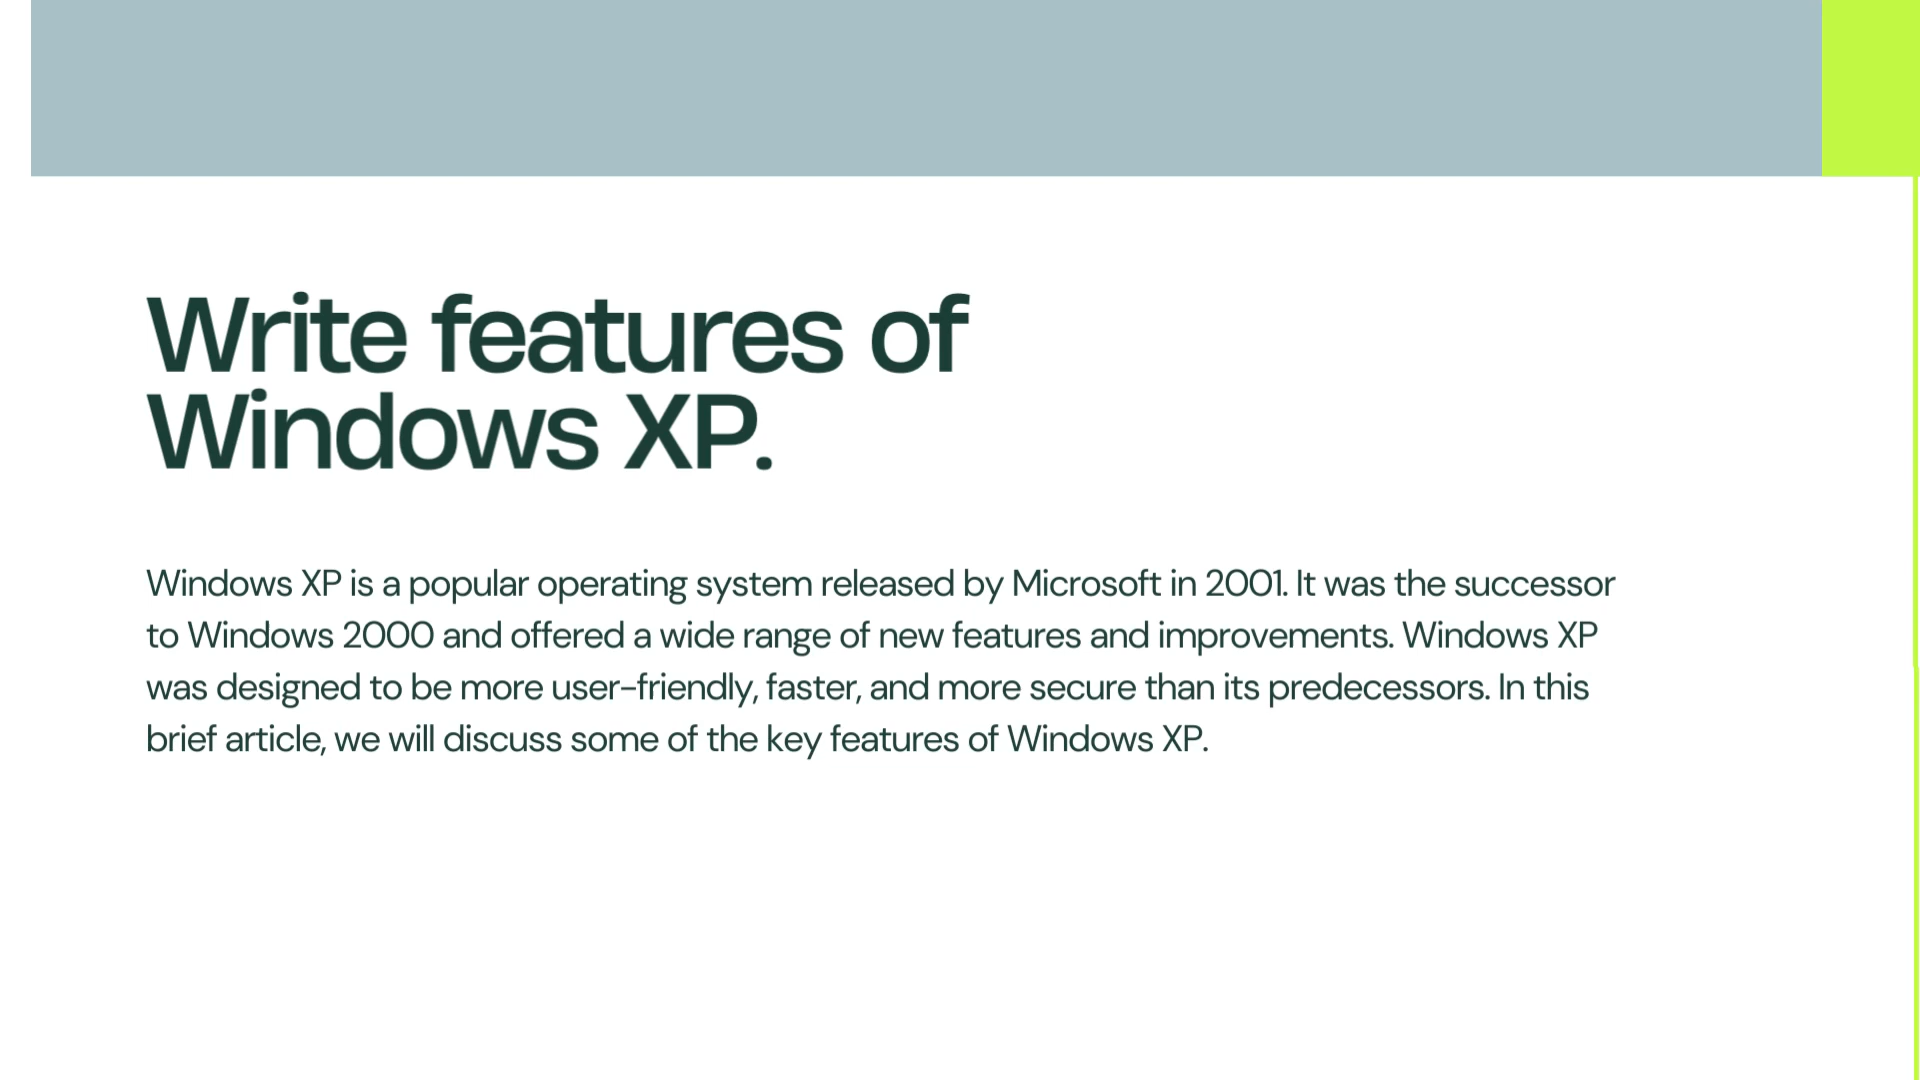 Write features of
Windows XP.
Windows XP is a popular operating system released by Microsoft in 2001. It was the successor
to Windows 2000 and offered a wide range of new features and improvements. Windows XP
was designed to be more user-friendly, faster, and more secure than its predecessors. In this
brief article, we will discuss some of the key features of Windows XP.